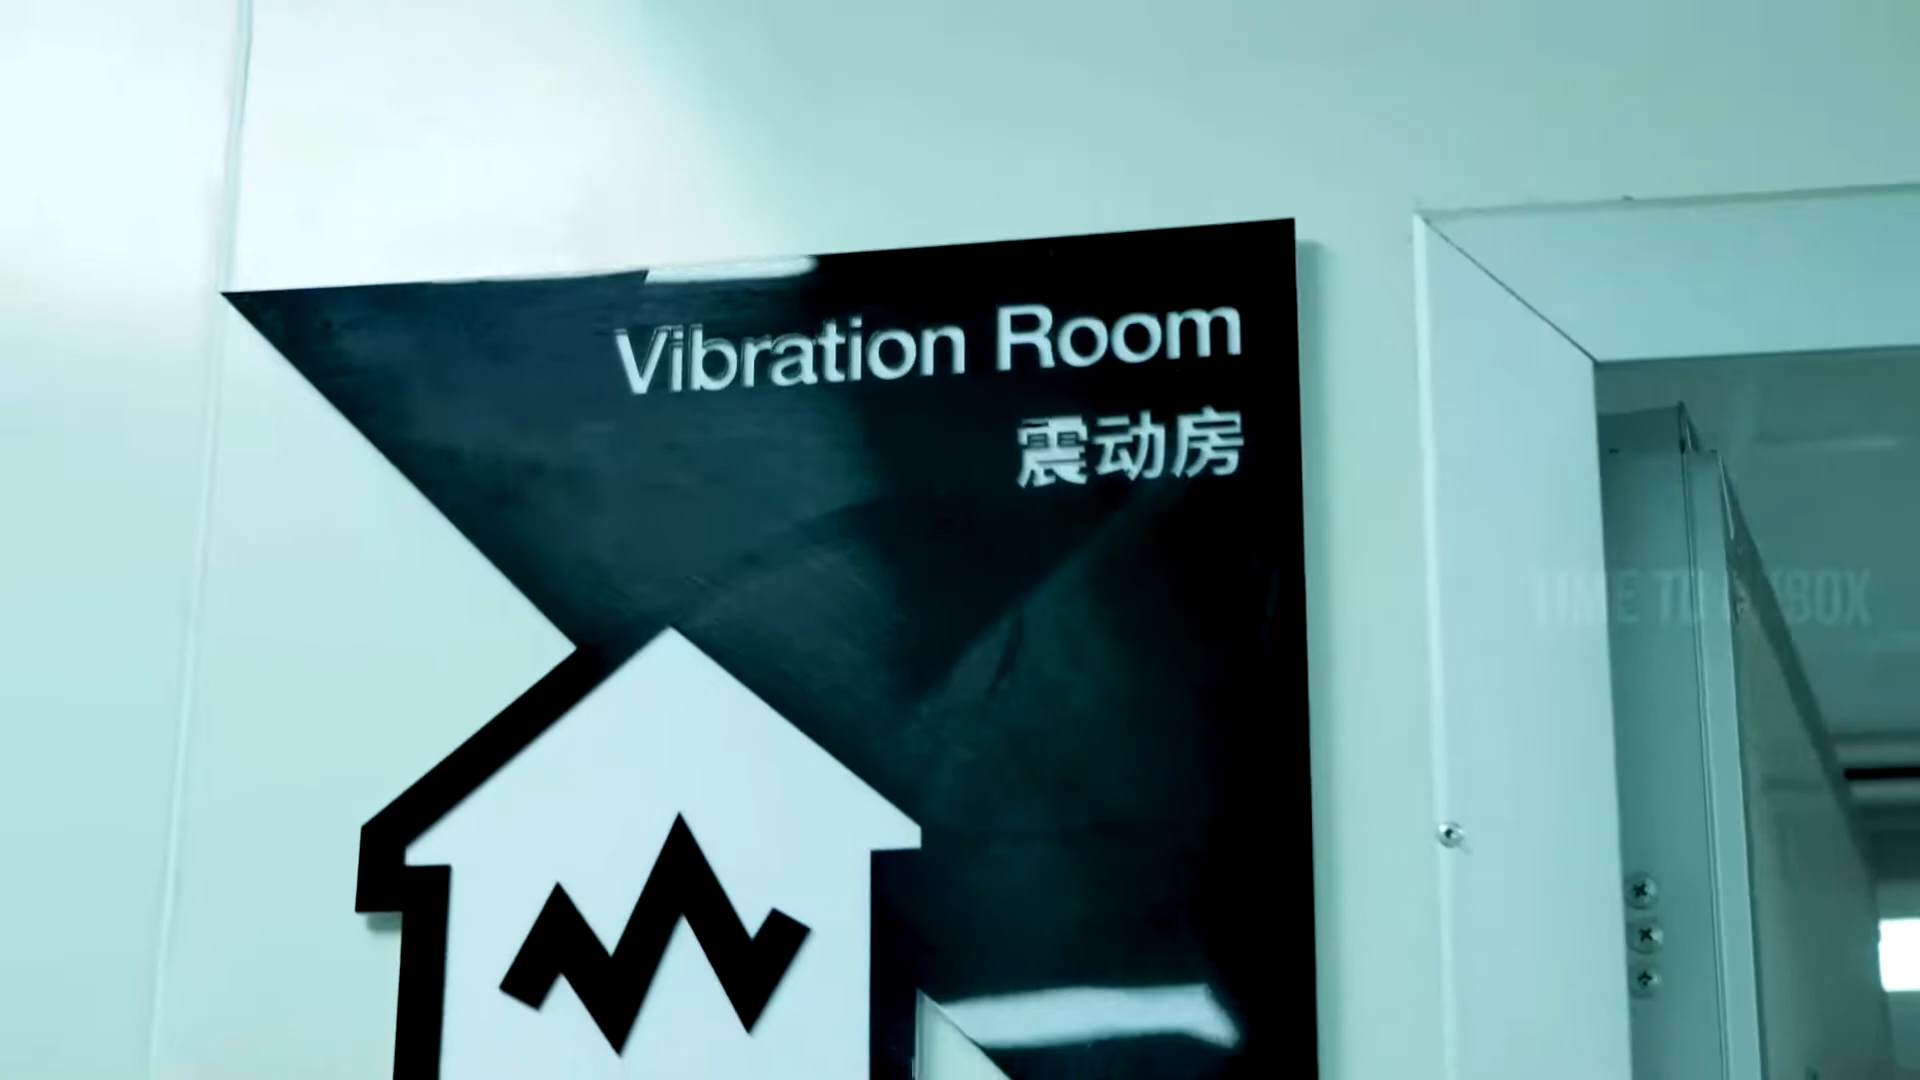 Vibration Room
震动房